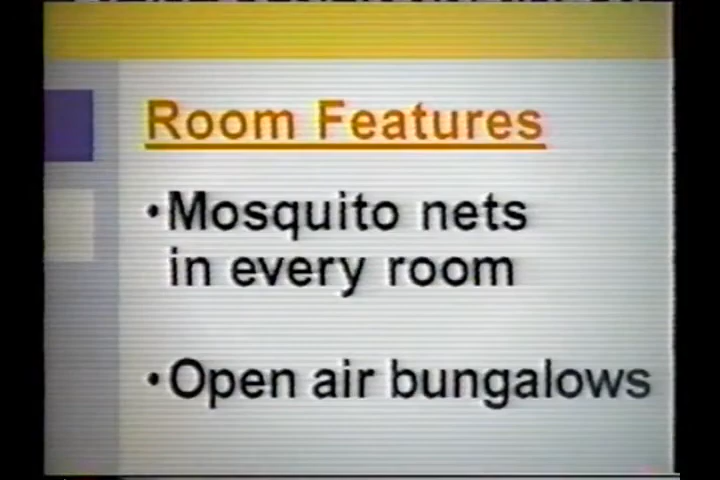 Room Features
•Mosquito nets
in every room
•Open air bungalows